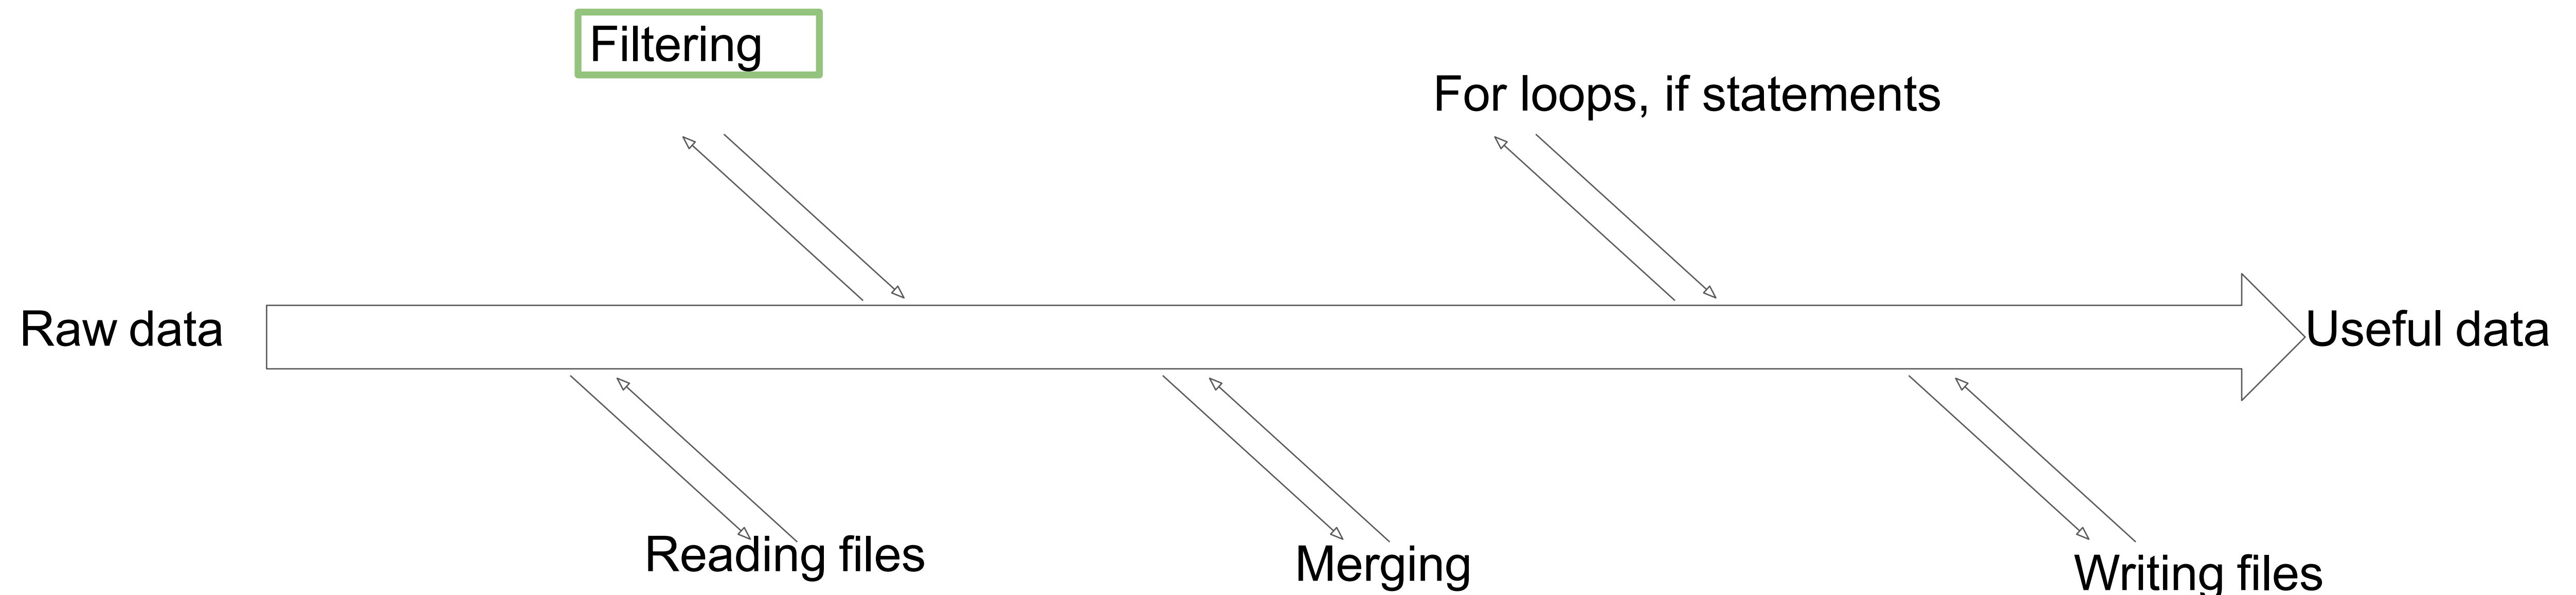 Filtering
For loops, if statements
Raw data
Useful data
Reading files
Merging
Writing files